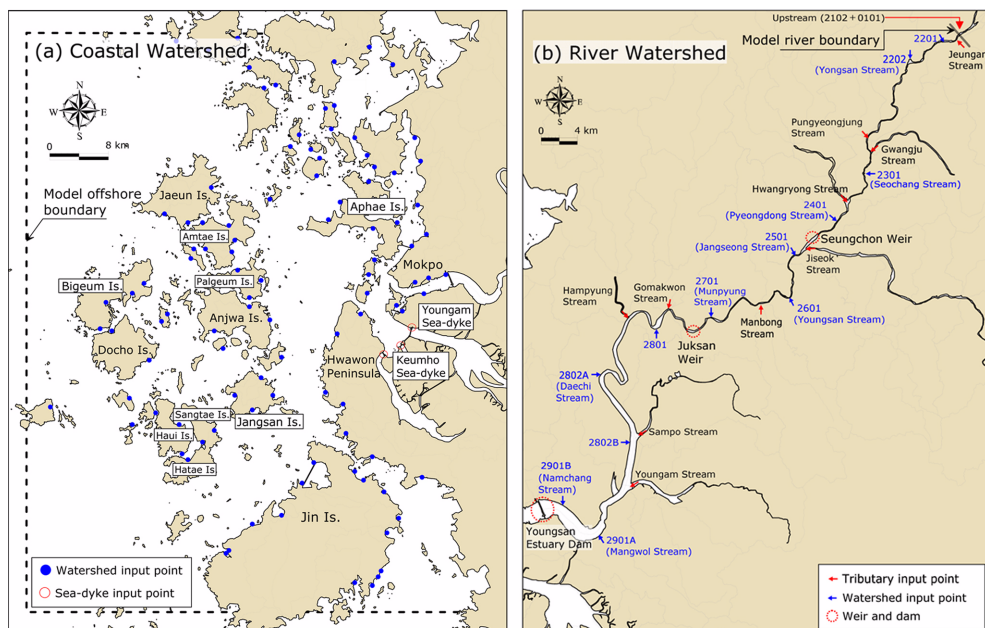 (a) Coastal Watershed
N
W
E
S
0
8 km
Model offshore
boundary
Jaeun Is.
Amtae Is.
Aphae Is.
Mokpo
Bigeum Is.
Palgeum Is.
Anjwa Is.
Youngam
Sea-dyke
Docho Is.
Hwawon
Peninsula
Keumho
Sea-dyke
Sangtae Is.
Jangsan Is.
Haui Is.
Hatae Is.
Jin Is.
Watershed input point
Sea-dyke input point
(b) River Watershed
Upstream (2102+0101)
Model river boundary
2201
Jeungam
Stream
2202
(Yongsan Stream)
N
W
E
S
0
4 km
Pungyeongjung
Stream
Gwangju
Stream
2301
(Seochang Stream)
Hwangryong Stream
2401
(Pyeongdong Stream)
2501
(Jangseong Stream)
Seungchon Weir
Jiseok
Stream
Hampyung
Stream
Gomakwon
Stream
2701
(Munpyung
Stream)
2601
(Youngsan Stream)
Manbong
Stream
2801
Juksan
Weir
2802A
(Daechi
Stream)
Sampo Stream
2802B
2901B
(Namchang
Stream)
Youngam Stream
Youngsan
Estuary Dam
2901A
(Mangwol Stream)
Tributary input point
Watershed input point
Weir and dam